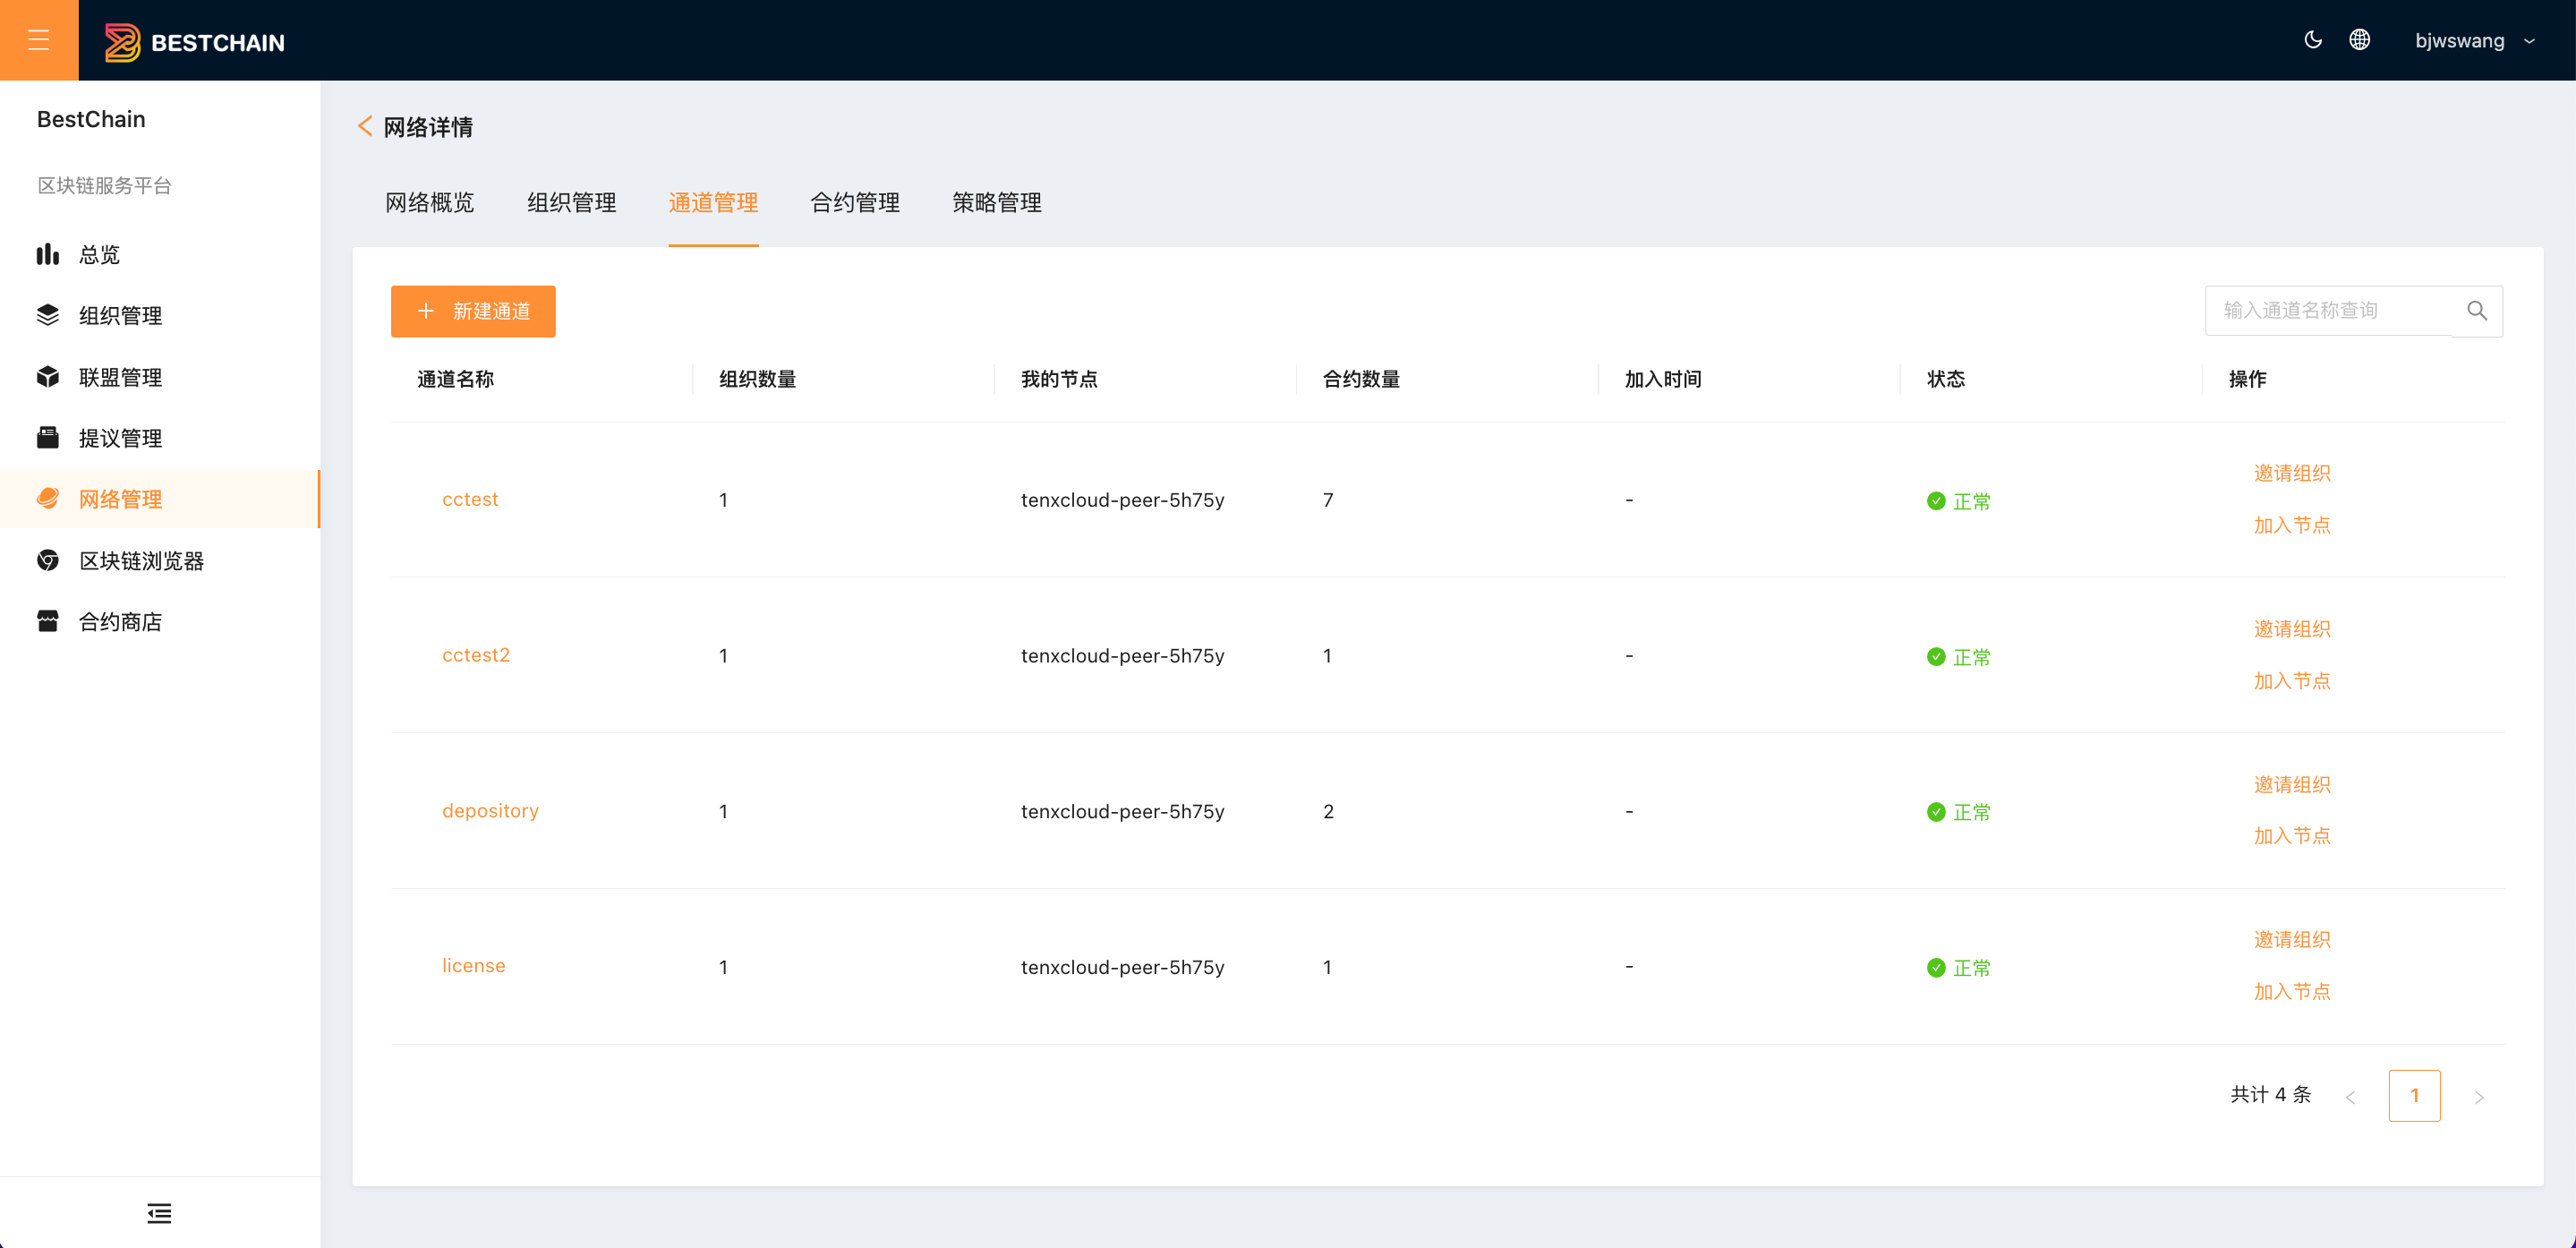 BESTCHAIN
bjwswang
BestChain
区块链服务平台
总览
组织管理
联盟管理
提议管理
网络管理
区块链浏览器
合约商店
网络详情
网络概览 组织管理 通道管理 合约管理 策略管理
新建通道
输入通道名称查询
通道名称 组织数量 我的节点 合约数量 加入时间 状态 操作
cctest 1 tenxcloud-peer-5h75y 7 - 正常 邀请组织
加入节点
cctest2 1 tenxcloud-peer-5h75y 1 - 正常 邀请组织
加入节点
depository 1 tenxcloud-peer-5h75y 2 - 正常 邀请组织
加入节点
license 1 tenxcloud-peer-5h75y 1 - 正常 邀请组织
加入节点
共计 4 条 < 1 >